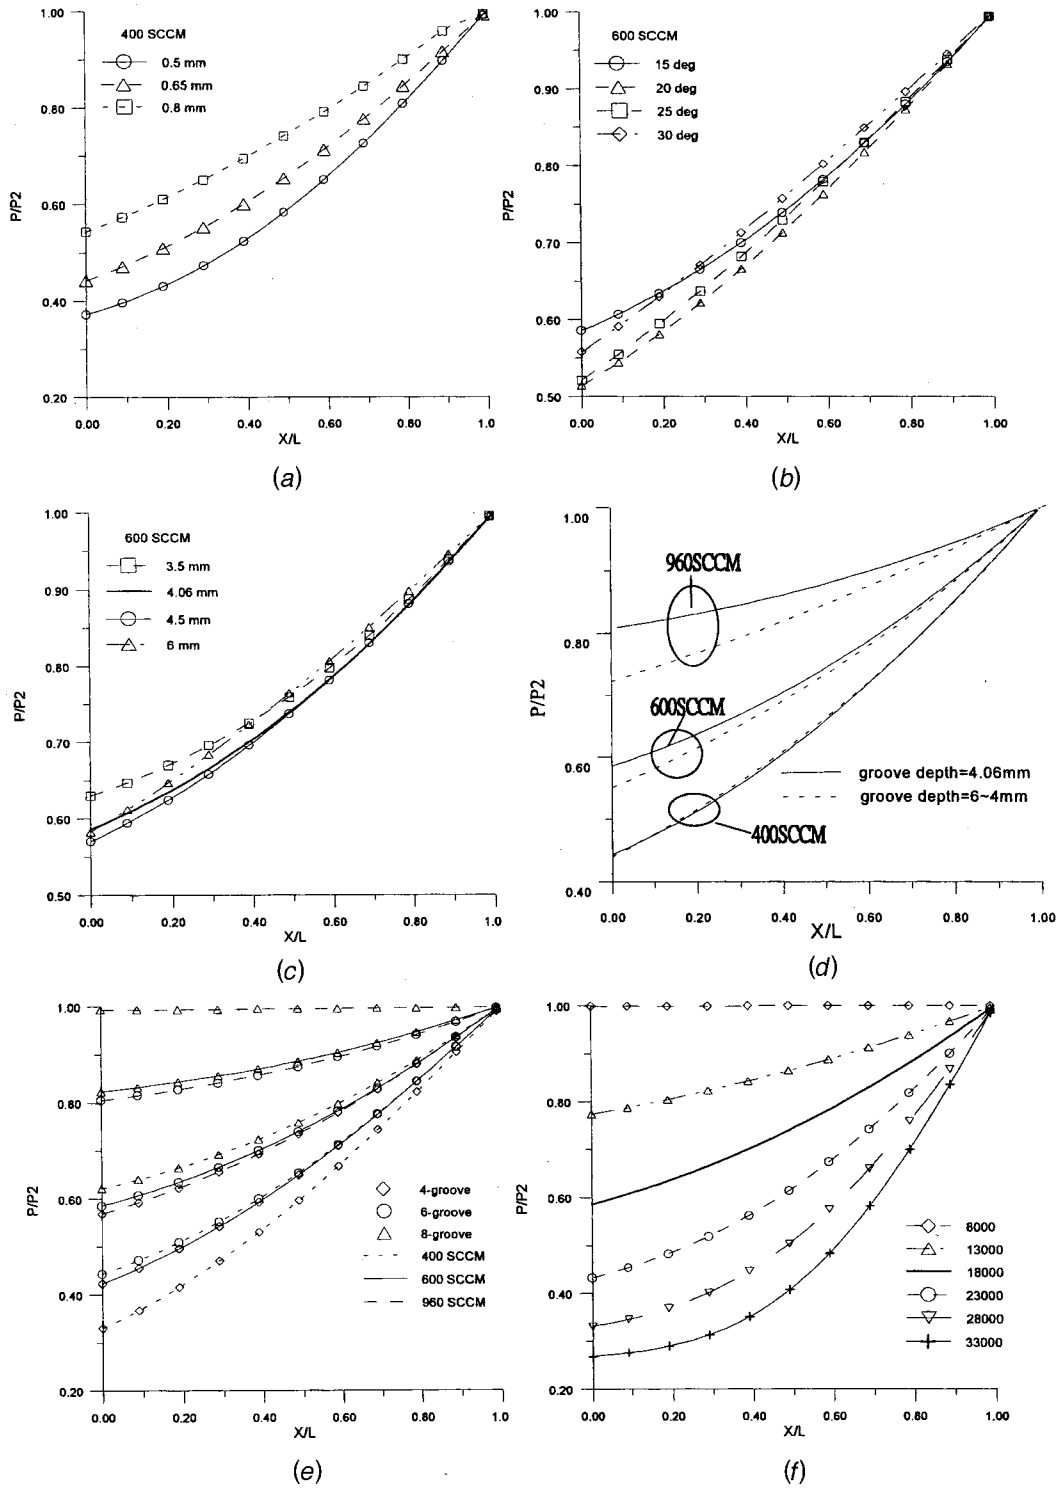 1.00
0.80
0.60
0.40
0.20
P/P2
400 SCCM
0.5 mm
0.65 mm
0.8 mm
0.00 0.20 0.40 0.60 0.80 1.0
X/L
(a)
1.00
0.90
0.80
0.70
0.60
0.50
P/P2
600 SCCM
15 deg
20 deg
25 deg
30 deg
0.00 0.20 0.40 0.60 0.80 1.00
X/L
(b)
1.00
0.90
0.80
0.70
0.60
0.50
P/P2
600 SCCM
3.5 mm
4.06 mm
4.5 mm
6 mm
0.00 0.20 0.40 0.60 0.80 1.0
X/L
(c)
1.00
0.80
0.60
0.40
P/P2
960SCCM
600SCCM
400SCCM
groove depth=4.06mm
groove depth=6~4mm
0.00 0.20 0.40 0.60 0.80 1.00
X/L
(d)
1.00
0.80
0.60
0.40
0.20
P/P2
4-groove
6-groove
8-groove
400 SCCM
600 SCCM
960 SCCM
0.00 0.20 0.40 0.60 0.80 1.0
X/L
(e)
1.00
0.80
0.60
0.40
0.20
P/P2
8000
13000
18000
23000
28000
33000
0.00 0.20 0.40 0.60 0.80 1.00
X/L
(f)